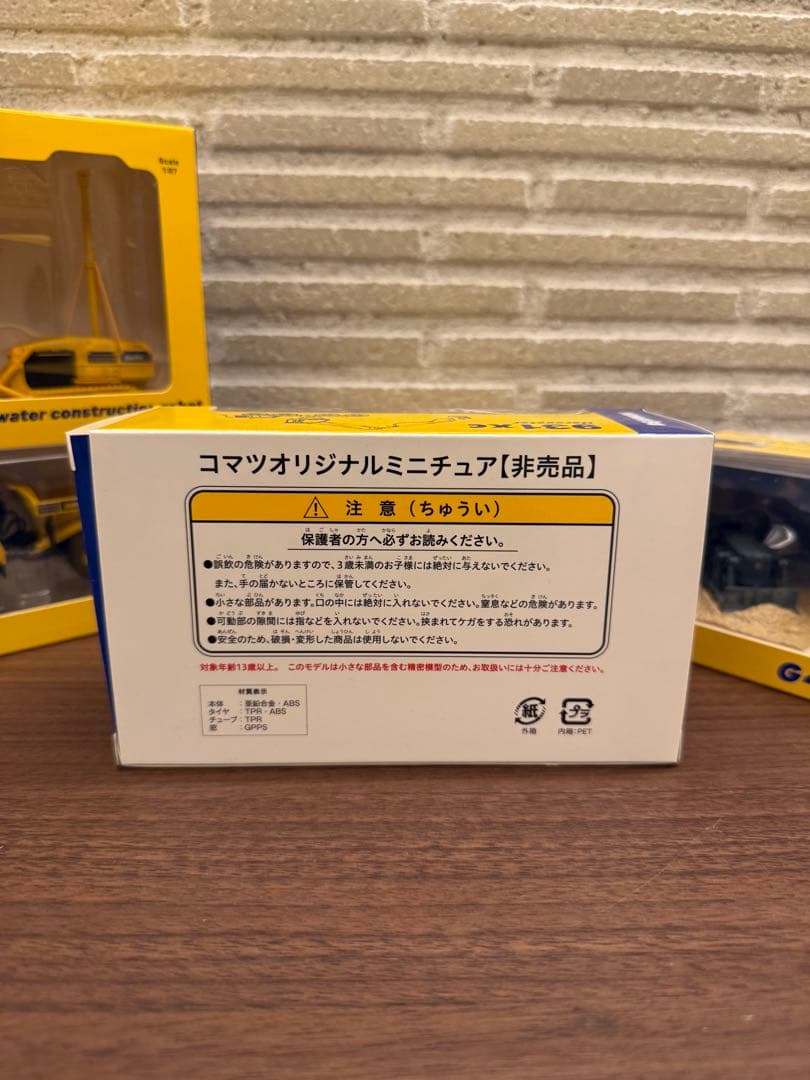 Scale
1:87
water construction robot
931XC
コマツオリジナルミニチュア【非売品】
注 意（ちゅうい）
保護者の方へ必ずお読みください。
●誤飲の危険がありますので、3歳未満のお子様には絶対に与えないでください。
また、手の届かないところに保管してください。
●小さな部品があります。口の中には絶対に入れないでください。窒息などの危険があります。
●可動部の隙間には指などを入れないでください。挟まれてケガをする恐れがあります。
●安全のため、破損・変形した商品は使用しないでください。
対象年齢13歳以上。 このモデルは小さな部品を含む精密模型のため、お取扱いには十分ご注意ください。
材質表示
本体 ：亜鉛合金・ABS
タイヤ ：TPR・ABS
チューブ：TPR
窓 ：GPPS
紙
外箱
プラ
内箱：PET